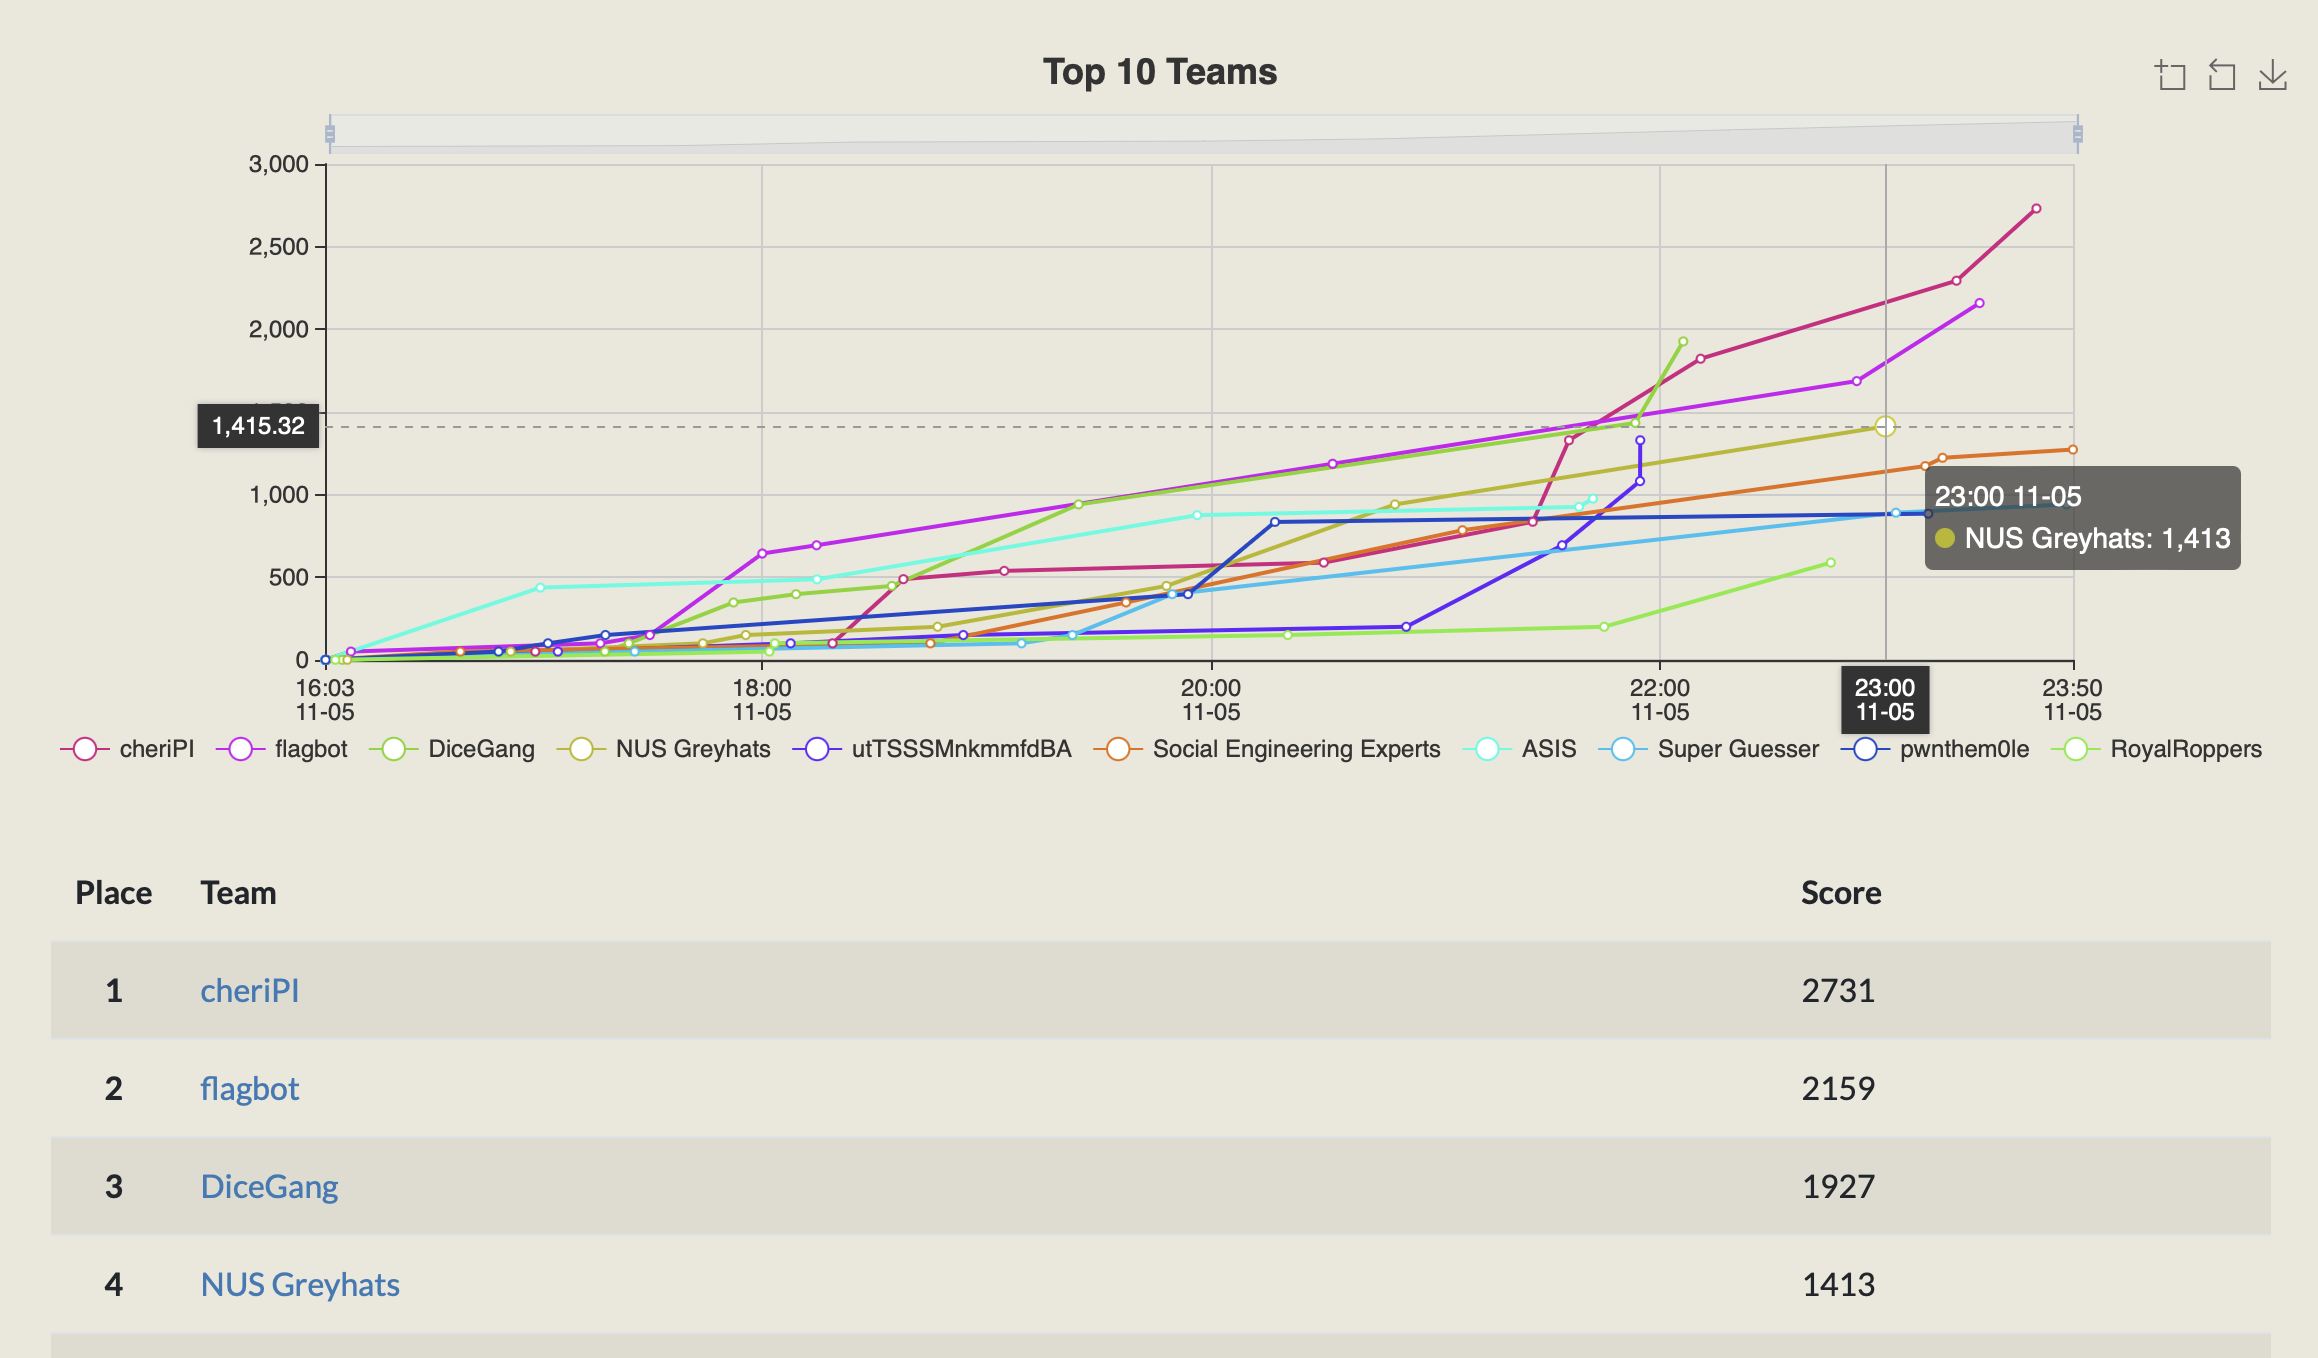 Top 10 Teams
3,000
2,500
2,000
1,415.32
1,000
500
0
23:00 11-05
NUS Greyhats: 1,413
16:03 18:00 20:00 22:00 23:00 23:50
11-05 11-05 11-05 11-05 11-05 11-05
cheriPI flagbot DiceGang NUS Greyhats utTSSSMnkmmfdBA Social Engineering Experts ASIS Super Guesser pwnthem0le RoyalRoppers
Place Team Score
1 cheriPI 2731
2 flagbot 2159
3 DiceGang 1927
4 NUS Greyhats 1413